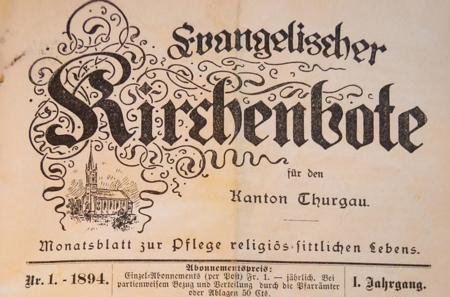 Evangelischer
Kirchenbote
für den
Kanton Thurgau.
Monatsblatt zur Pflege religiös-sittlichen Lebens.
Nr. 1. - 1894.
Abonnementspreis:
Einzel-Abonnements (per Post) Fr. 1. — jährlich. Bei
partienweisem Bezug und Verteilung durch die Pfarrämter
oder Ablagen 50 Cts.
I. Jahrgang.